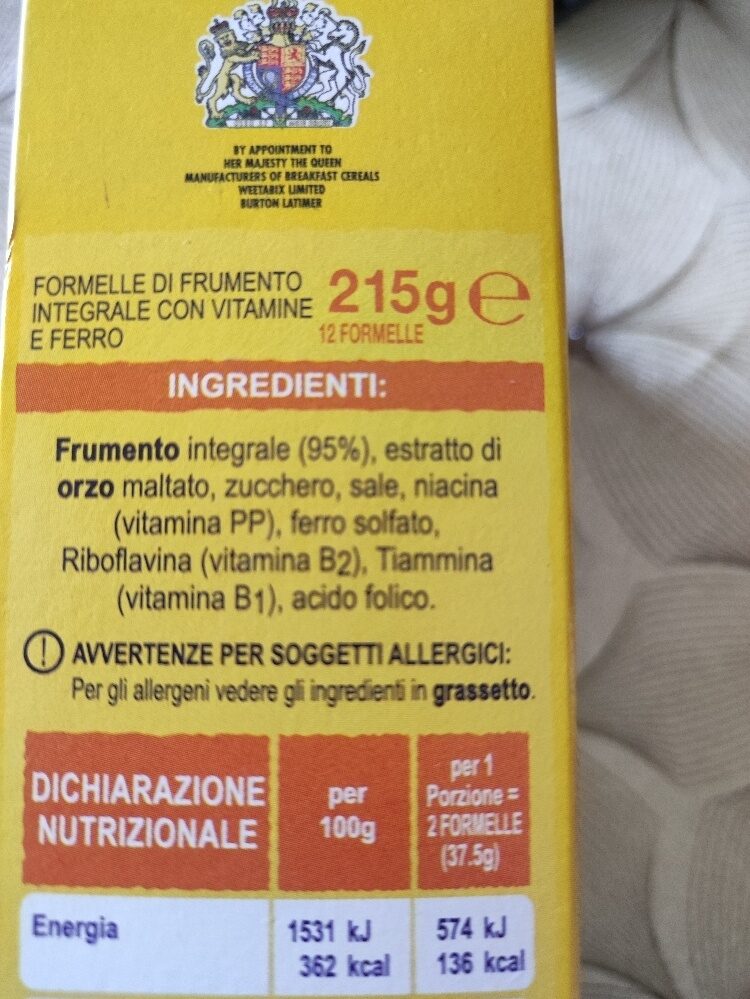 BY APPOINTMENT TO
HER MAJESTY THE QUEEN
MANUFACTURERS OF BREAKFAST CEREALS
WEETABIX LIMITED
BURTON LATIMER
FORMELLE DI FRUMENTO
INTEGRALE CON VITAMINE
E FERRO
215g e
12 FORMELLE
INGREDIENTI:
Frumento integrale (95%), estratto di
orzo maltato, zucchero, sale, niacina
(vitamina PP), ferro solfato,
Riboflavina (vitamina B2), Tiammina
(vitamina B1), acido folico.
! AVVERTENZE PER SOGGETTI ALLERGICI:
Per gli allergeni vedere gli ingredienti in grassetto.
DICHIARAZIONE
NUTRIZIONALE
per
100g
per 1
Porzione =
2 FORMELLE
(37.5g)
Energia
1531 kJ
362 kcal
574 kJ
136 kcal